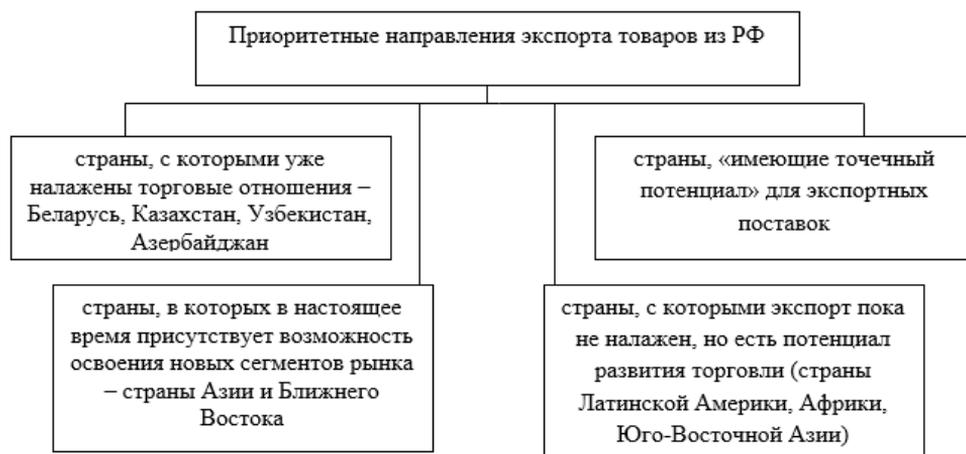 Приоритетные направления экспорта товаров из РФ
страны, с которыми уже
налажены торговые отношения –
Беларусь, Казахстан, Узбекистан,
Азербайджан
страны, «имеющие точечный
потенциал» для экспортных
поставок
страны, в которых в настоящее
время присутствует возможность
освоения новых сегментов рынка
– страны Азии и Ближнего
Востока
страны, с которыми экспорт пока
не налажен, но есть потенциал
развития торговли (страны
Латинской Америки, Африки,
Юго-Восточной Азии)